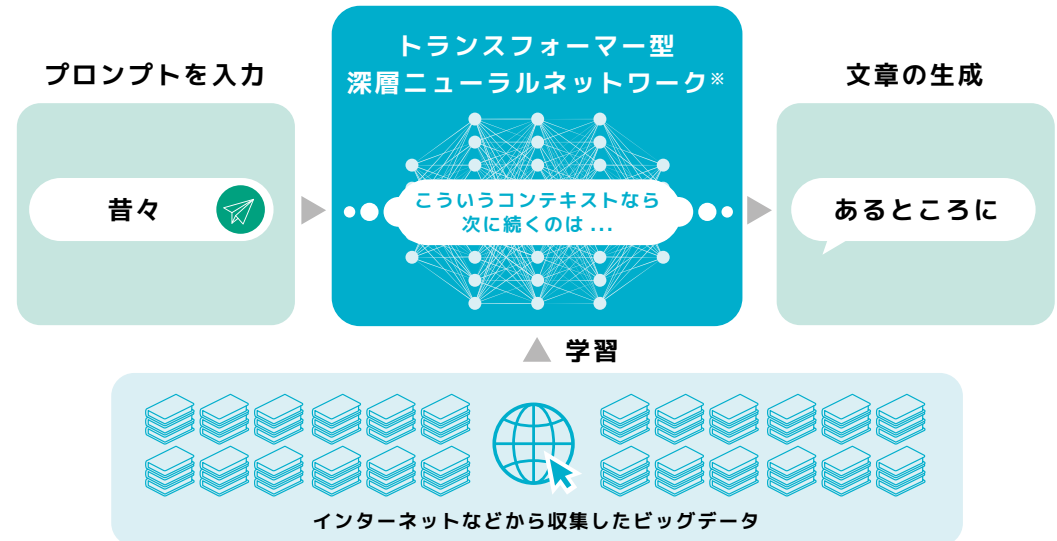 プロンプトを入力
昔々
トランスフォーマー型
深層ニューラルネットワーク※
こういうコンテキストなら
次に続くのは ...
文章の生成
あるところに
学習
インターネットなどから収集したビッグデータ